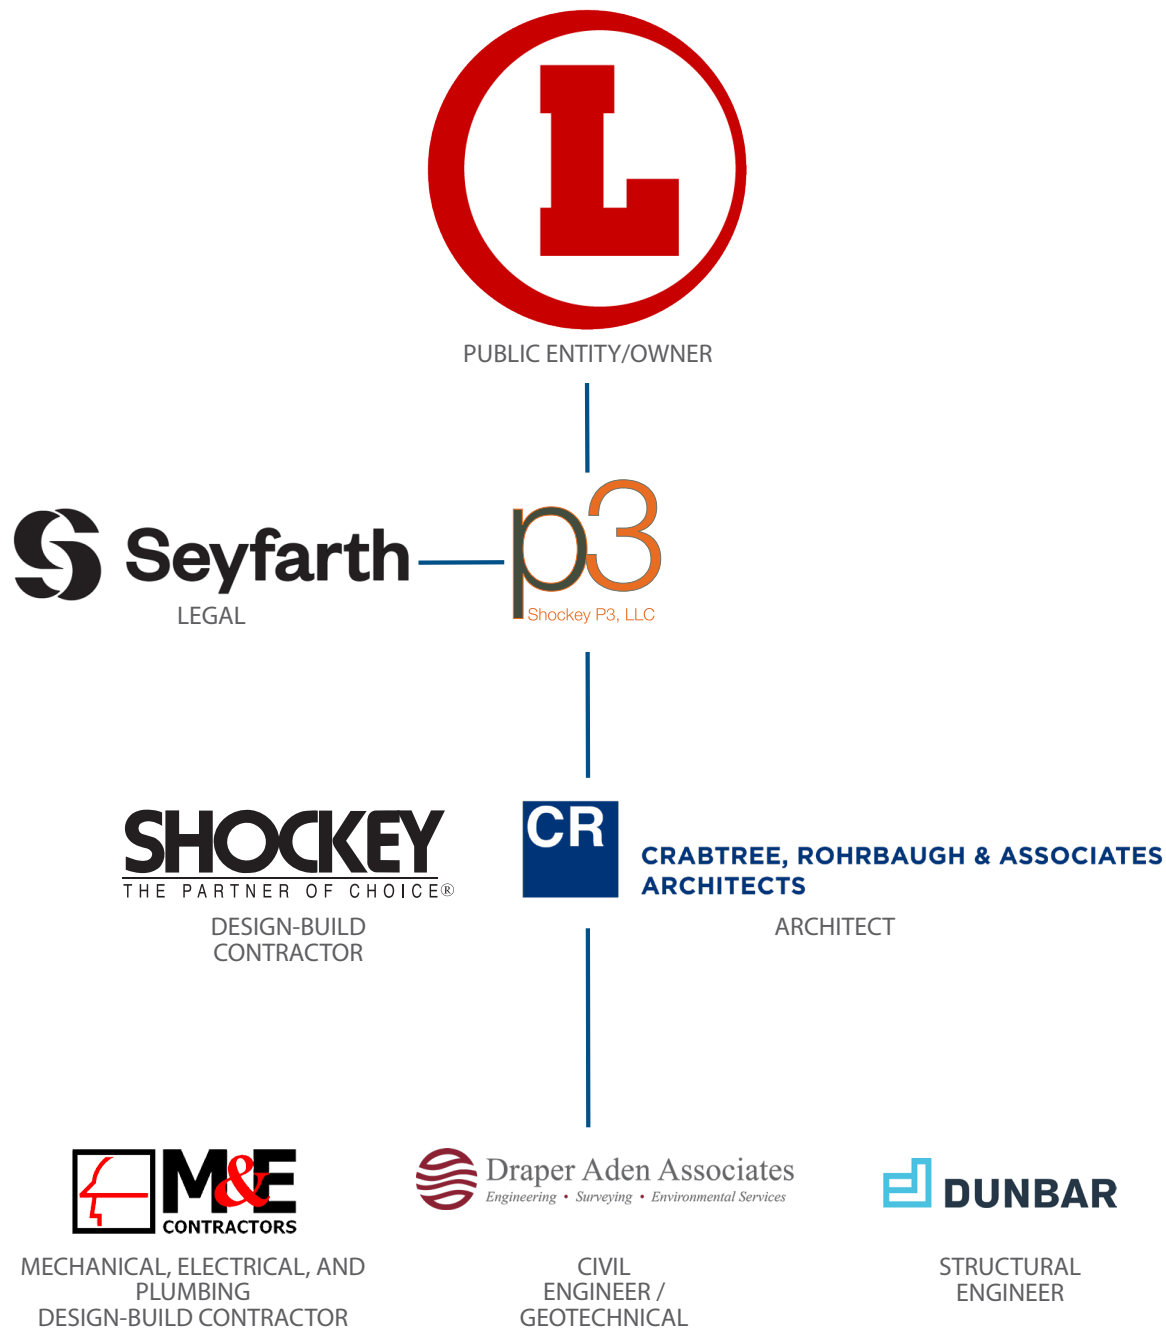 L
PUBLIC ENTITY/OWNER
Seyfarth
LEGAL
p3
Shockey P3, LLC
SHOCKEY
THE PARTNER OF CHOICE®
DESIGN-BUILD
CONTRACTOR
CR
CRABTREE, ROHRBAUGH & ASSOCIATES
ARCHITECTS
ARCHITECT
M&E
CONTRACTORS
MECHANICAL, ELECTRICAL, AND
PLUMBING
DESIGN-BUILD CONTRACTOR
Draper Aden Associates
Engineering • Surveying • Environmental Services
CIVIL
ENGINEER /
GEOTECHNICAL
DUNBAR
STRUCTURAL
ENGINEER